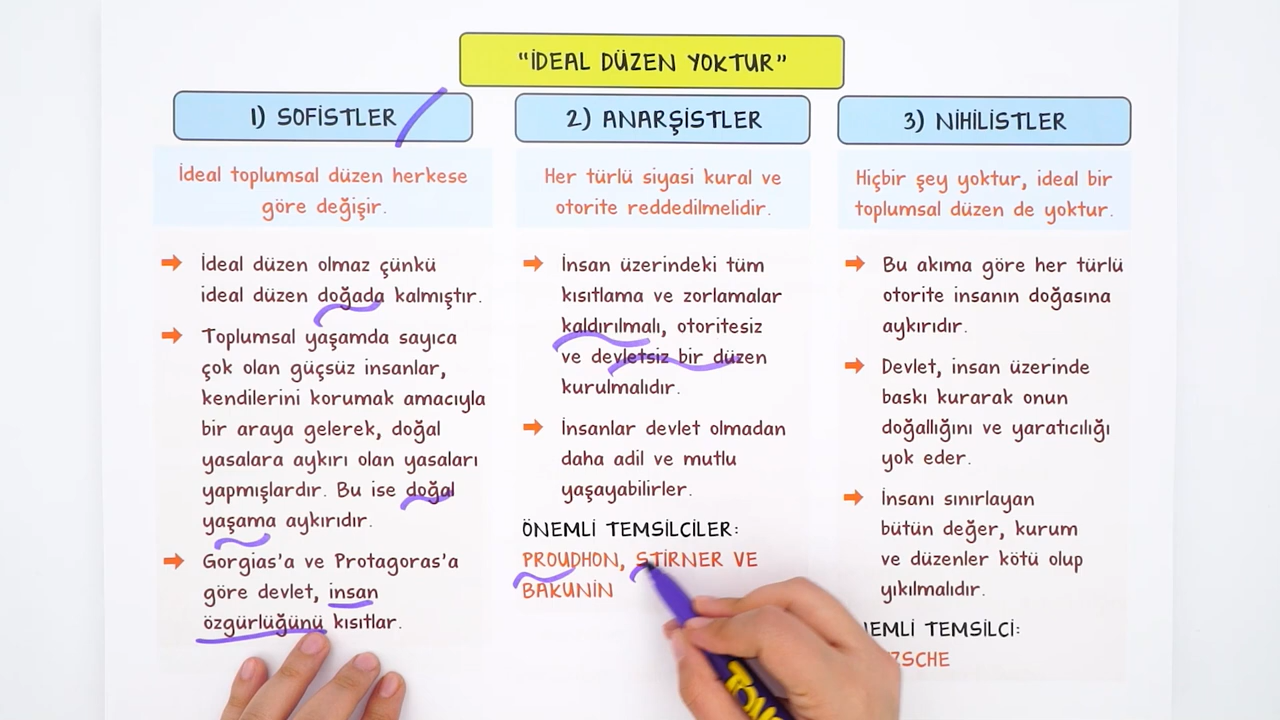 “İDEAL DÜZEN YOKTUR”
1) SOFİSTLER
İdeal toplumsal düzen herkese
göre değişir.
İdeal düzen olmaz çünkü
ideal düzen doğada kalmıştır.
Toplumsal yaşamda sayıca
çok olan güçsüz insanlar,
kendilerini korumak amacıyla
bir araya gelerek, doğal
yasalara aykırı olan yasaları
yapmışlardır. Bu ise doğal
yaşama aykırıdır.
Gorgias'a ve Protagoras'a
göre devlet, insan
özgürlüğünü kısıtlar.
2) ANARŞİSTLER
Her türlü siyasi kural ve
otorite reddedilmelidir.
İnsan üzerindeki tüm
kısıtlama ve zorlamalar
kaldırılmalı, otoritesiz
ve devletsiz bir düzen
kurulmalıdır.
İnsanlar devlet olmadan
daha adil ve mutlu
yaşayabilirler.
ÖNEMLİ TEMSİLCİLER:
PROUDHON, STİRNER VE
BAKUNİN
3) NİHİLİSTLER
Hiçbir şey yoktur, ideal bir
toplumsal düzen de yoktur.
Bu akıma göre her türlü
otorite insanın doğasına
aykırıdır.
Devlet, insan üzerinde
baskı kurarak onun
doğallığını ve yaratıcılığı
yok eder.
İnsanı sınırlayan
bütün değer, kurum
ve düzenler kötü olup
yıkılmalıdır.
TEMSİLCİ: